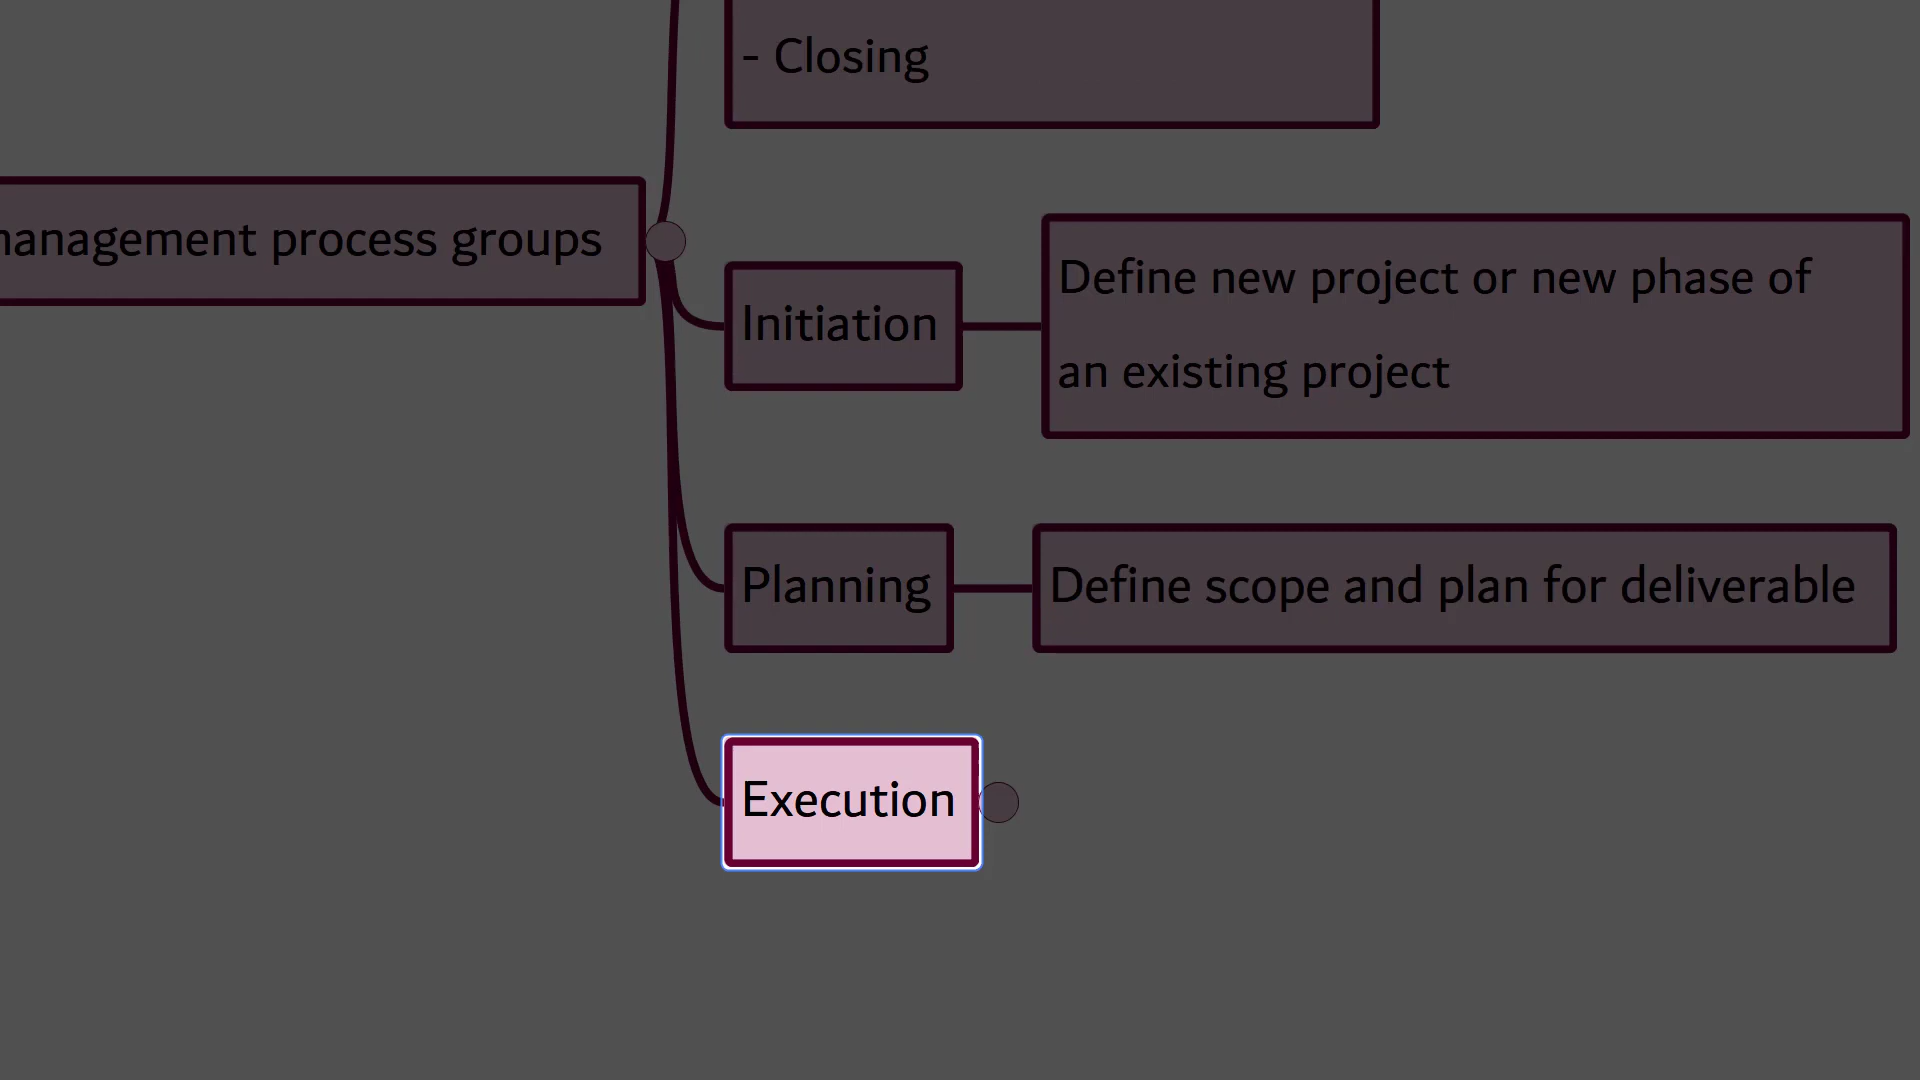 - Closing
management process groups
Initiation
Define new project or new phase of
an existing project
Planning
Define scope and plan for deliverable
Execution